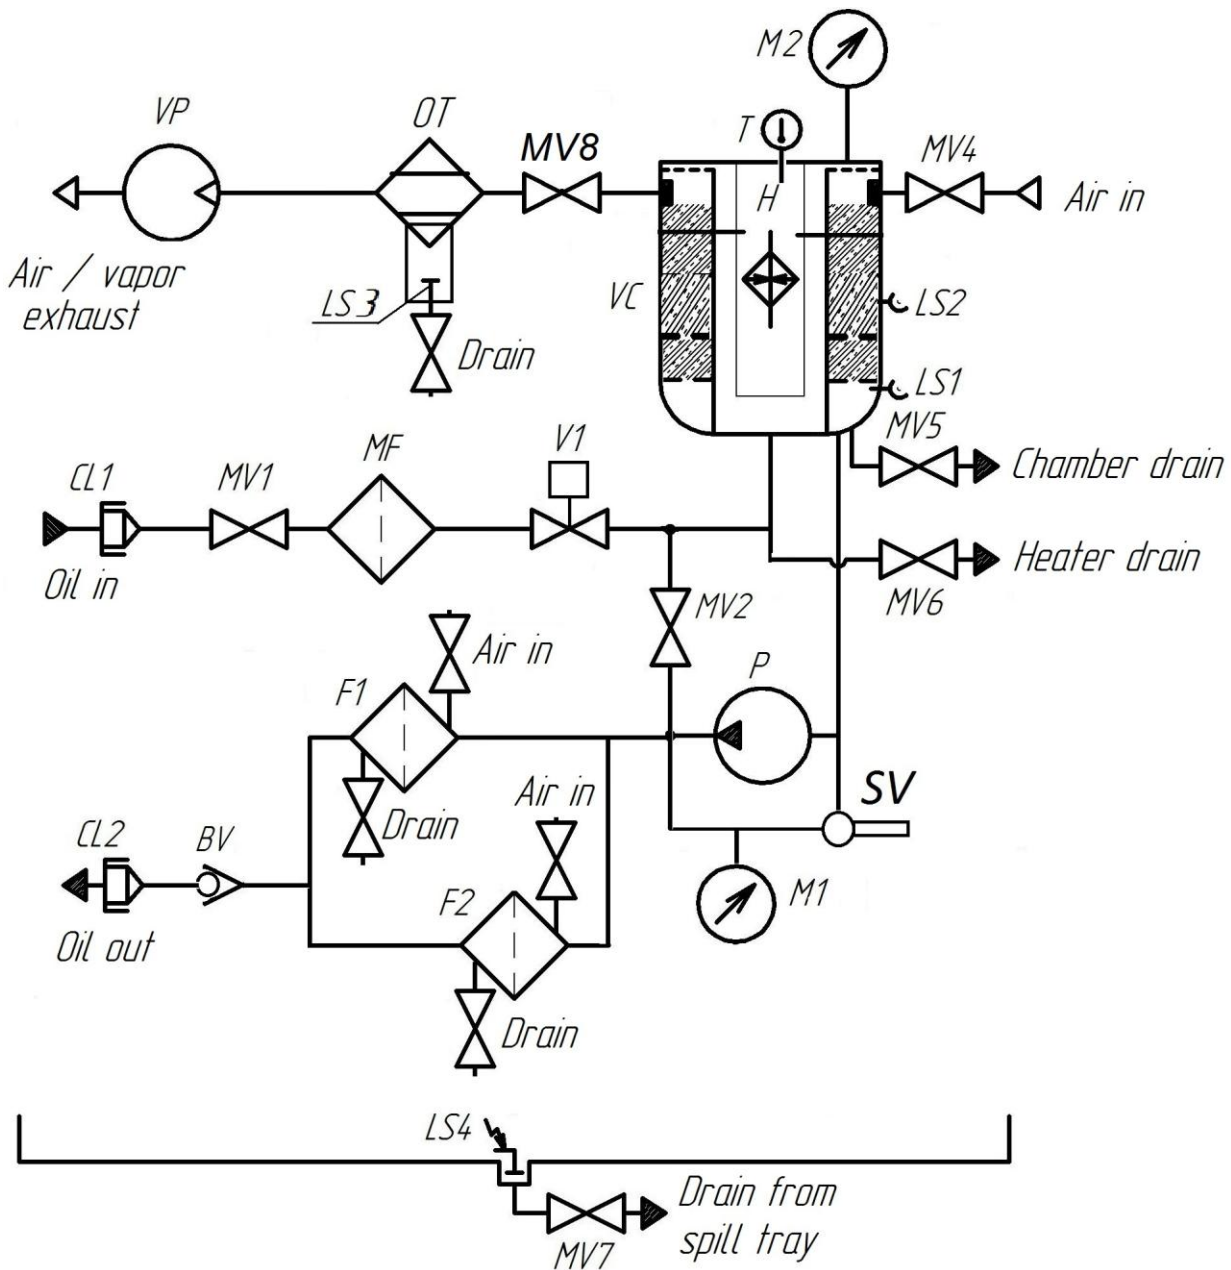 M2
VP
OT
MV8
T
MV4
H
Air in
Air / vapor
exhaust
LS3
VC
LS2
Drain
LS1
MV5
Chamber drain
CL1
MV1
MF
V1
Oil in
Heater drain
MV6
MV2
Air in
F1
P
Air in
SV
Drain
CL2
BV
F2
M1
Oil out
Drain
LS4
Drain from
spill tray
MV7